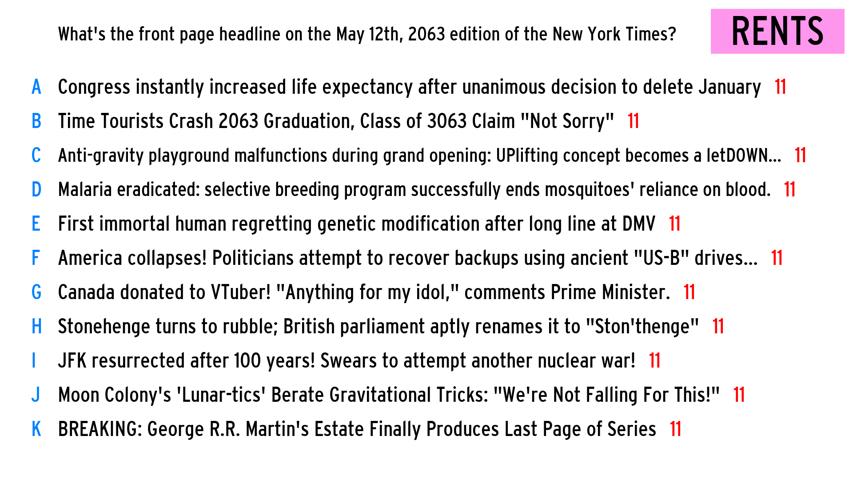 What's the front page headline on the May 12th, 2063 edition of the New York Times?
RENTS
A Congress instantly increased life expectancy after unanimous decision to delete January 11
B Time Tourists Crash 2063 Graduation, Class of 3063 Claim "Not Sorry" 11
C Anti-gravity playground malfunctions during grand opening: UPlifting concept becomes a letDOWN... 11
D Malaria eradicated: selective breeding program successfully ends mosquitoes' reliance on blood. 11
E First immortal human regretting genetic modification after long line at DMV 11
F America collapses! Politicians attempt to recover backups using ancient "US-B" drives... 11
G Canada donated to VTuber! "Anything for my idol," comments Prime Minister. 11
H Stonehenge turns to rubble; British parliament aptly renames it to "Ston'thenge" 11
I JFK resurrected after 100 years! Swears to attempt another nuclear war! 11
J Moon Colony's 'Lunar-tics' Berate Gravitational Tricks: "We're Not Falling For This!" 11
K BREAKING: George R.R. Martin's Estate Finally Produces Last Page of Series 11